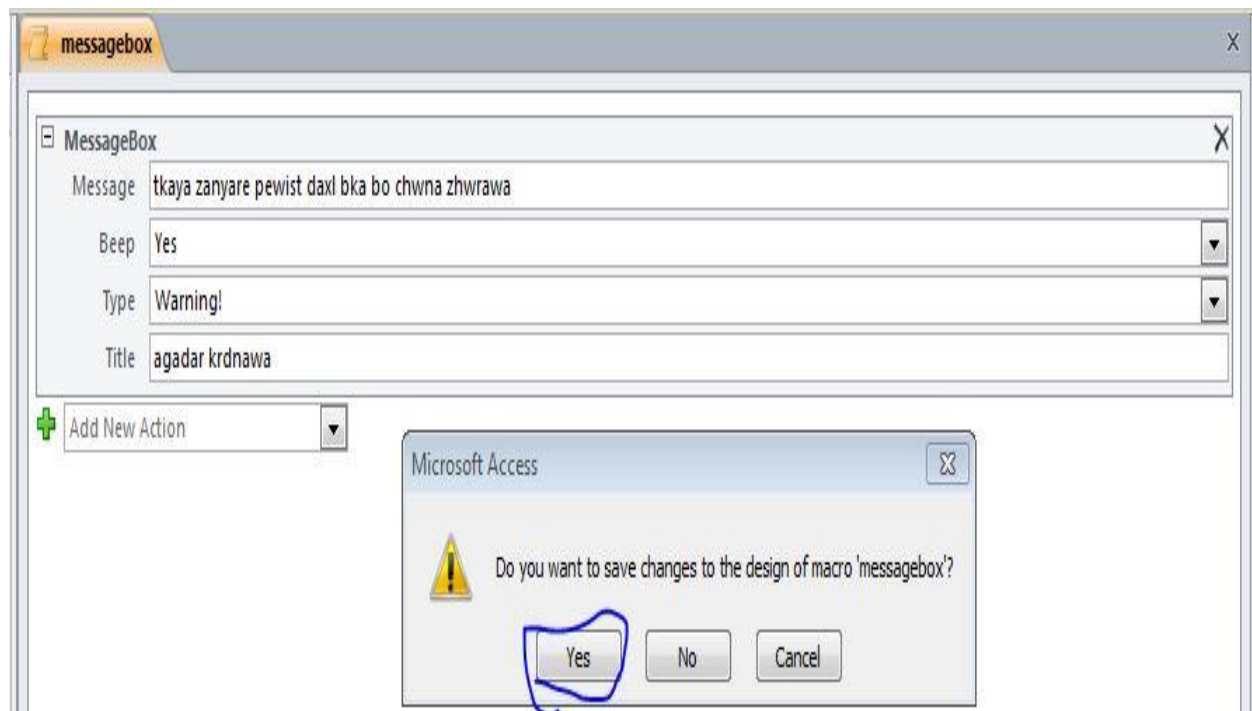 messagebox
MessageBox
Message tkaya zanyare pewist daxl bka bo chwna zhwrawa
Beep Yes
Type Warning!
Title agadar krdnawa
Add New Action
Microsoft Access
Do you want to save changes to the design of macro 'messagebox'?
Yes No Cancel